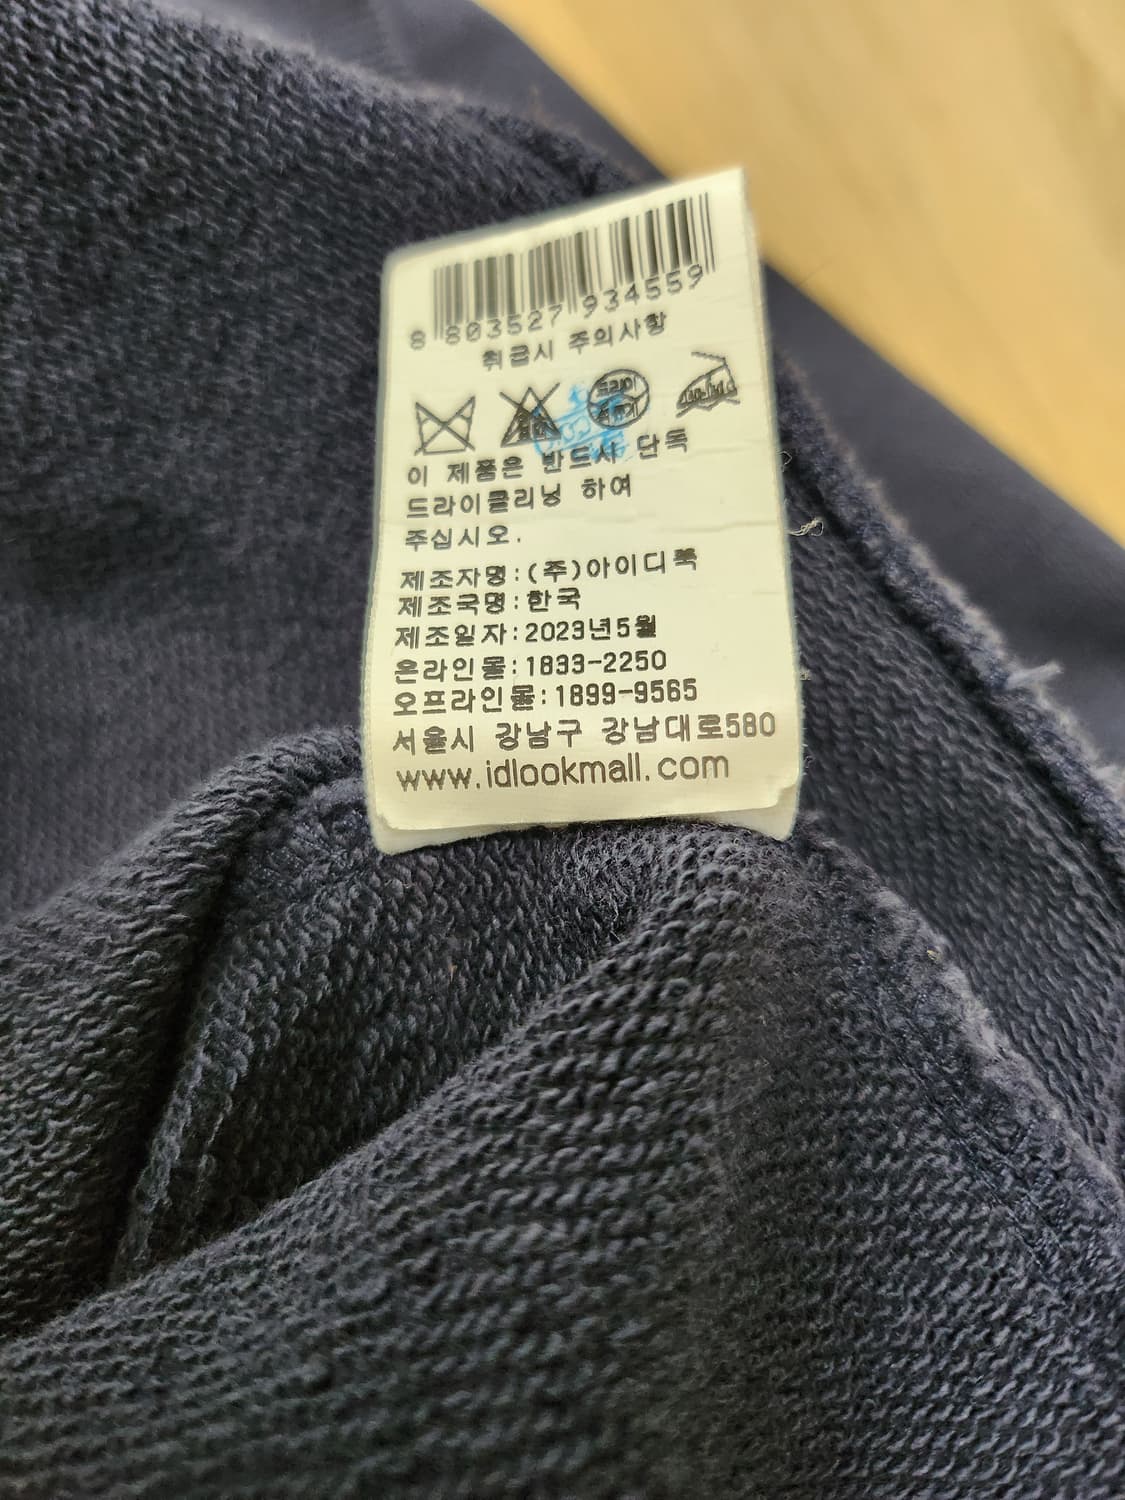 8 803527 934559
취급시 주의사항
드라이
이 제품은 반드시 단독
드라이클리닝 하여
주십시오.
제조자명:(주)아이디룩
제조국명:한국
제조일자:2023년5월
온라인몰:1833-2250
오프라인몰:1899-9565
서울시 강남구 강남대로580
www.idlookmall.com